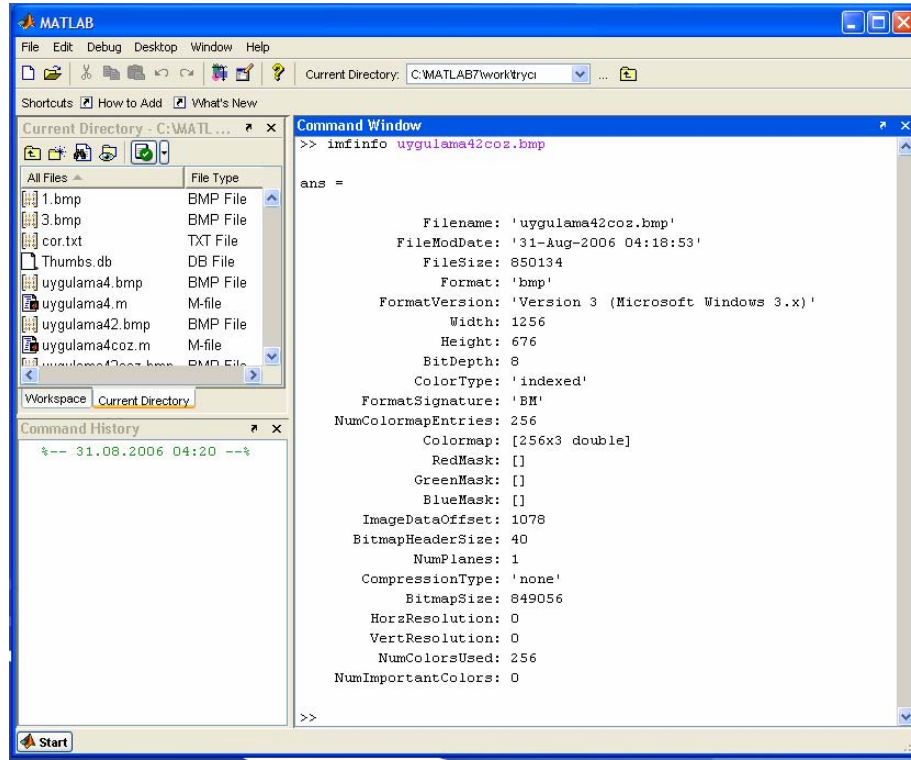 MATLAB
File Edit Debug Desktop Window Help
Current Directory: C:\MATLAB7\work\tryci
Shortcuts How to Add What's New
Current Directory - C:\MATL...
All Files File Type
1.bmp BMP File
3.bmp BMP File
cor.txt TXT File
Thumbs.db DB File
uygulama4.bmp BMP File
uygulama4.m M-file
uygulama42.bmp BMP File
uygulama4coz.m M-file
uygulama42coz.bmp BMP File
Workspace Current Directory
Command History
%-- 31.08.2006 04:20 --%
Command Window
>> imfinfo uygulama42coz.bmp
ans =
Filename: 'uygulama42coz.bmp'
FileModDate: '31-Aug-2006 04:18:53'
FileSize: 850134
Format: 'bmp'
FormatVersion: 'Version 3 (Microsoft Windows 3.x)'
Width: 1256
Height: 676
BitDepth: 8
ColorType: 'indexed'
FormatSignature: 'BM'
NumColormapEntries: 256
Colormap: [256x3 double]
RedMask: []
GreenMask: []
BlueMask: []
ImageDataOffset: 1078
BitmapHeaderSize: 40
NumPlanes: 1
CompressionType: 'none'
BitmapSize: 849056
HorzResolution: 0
VertResolution: 0
NumColorsUsed: 256
NumImportantColors: 0
>>
Start